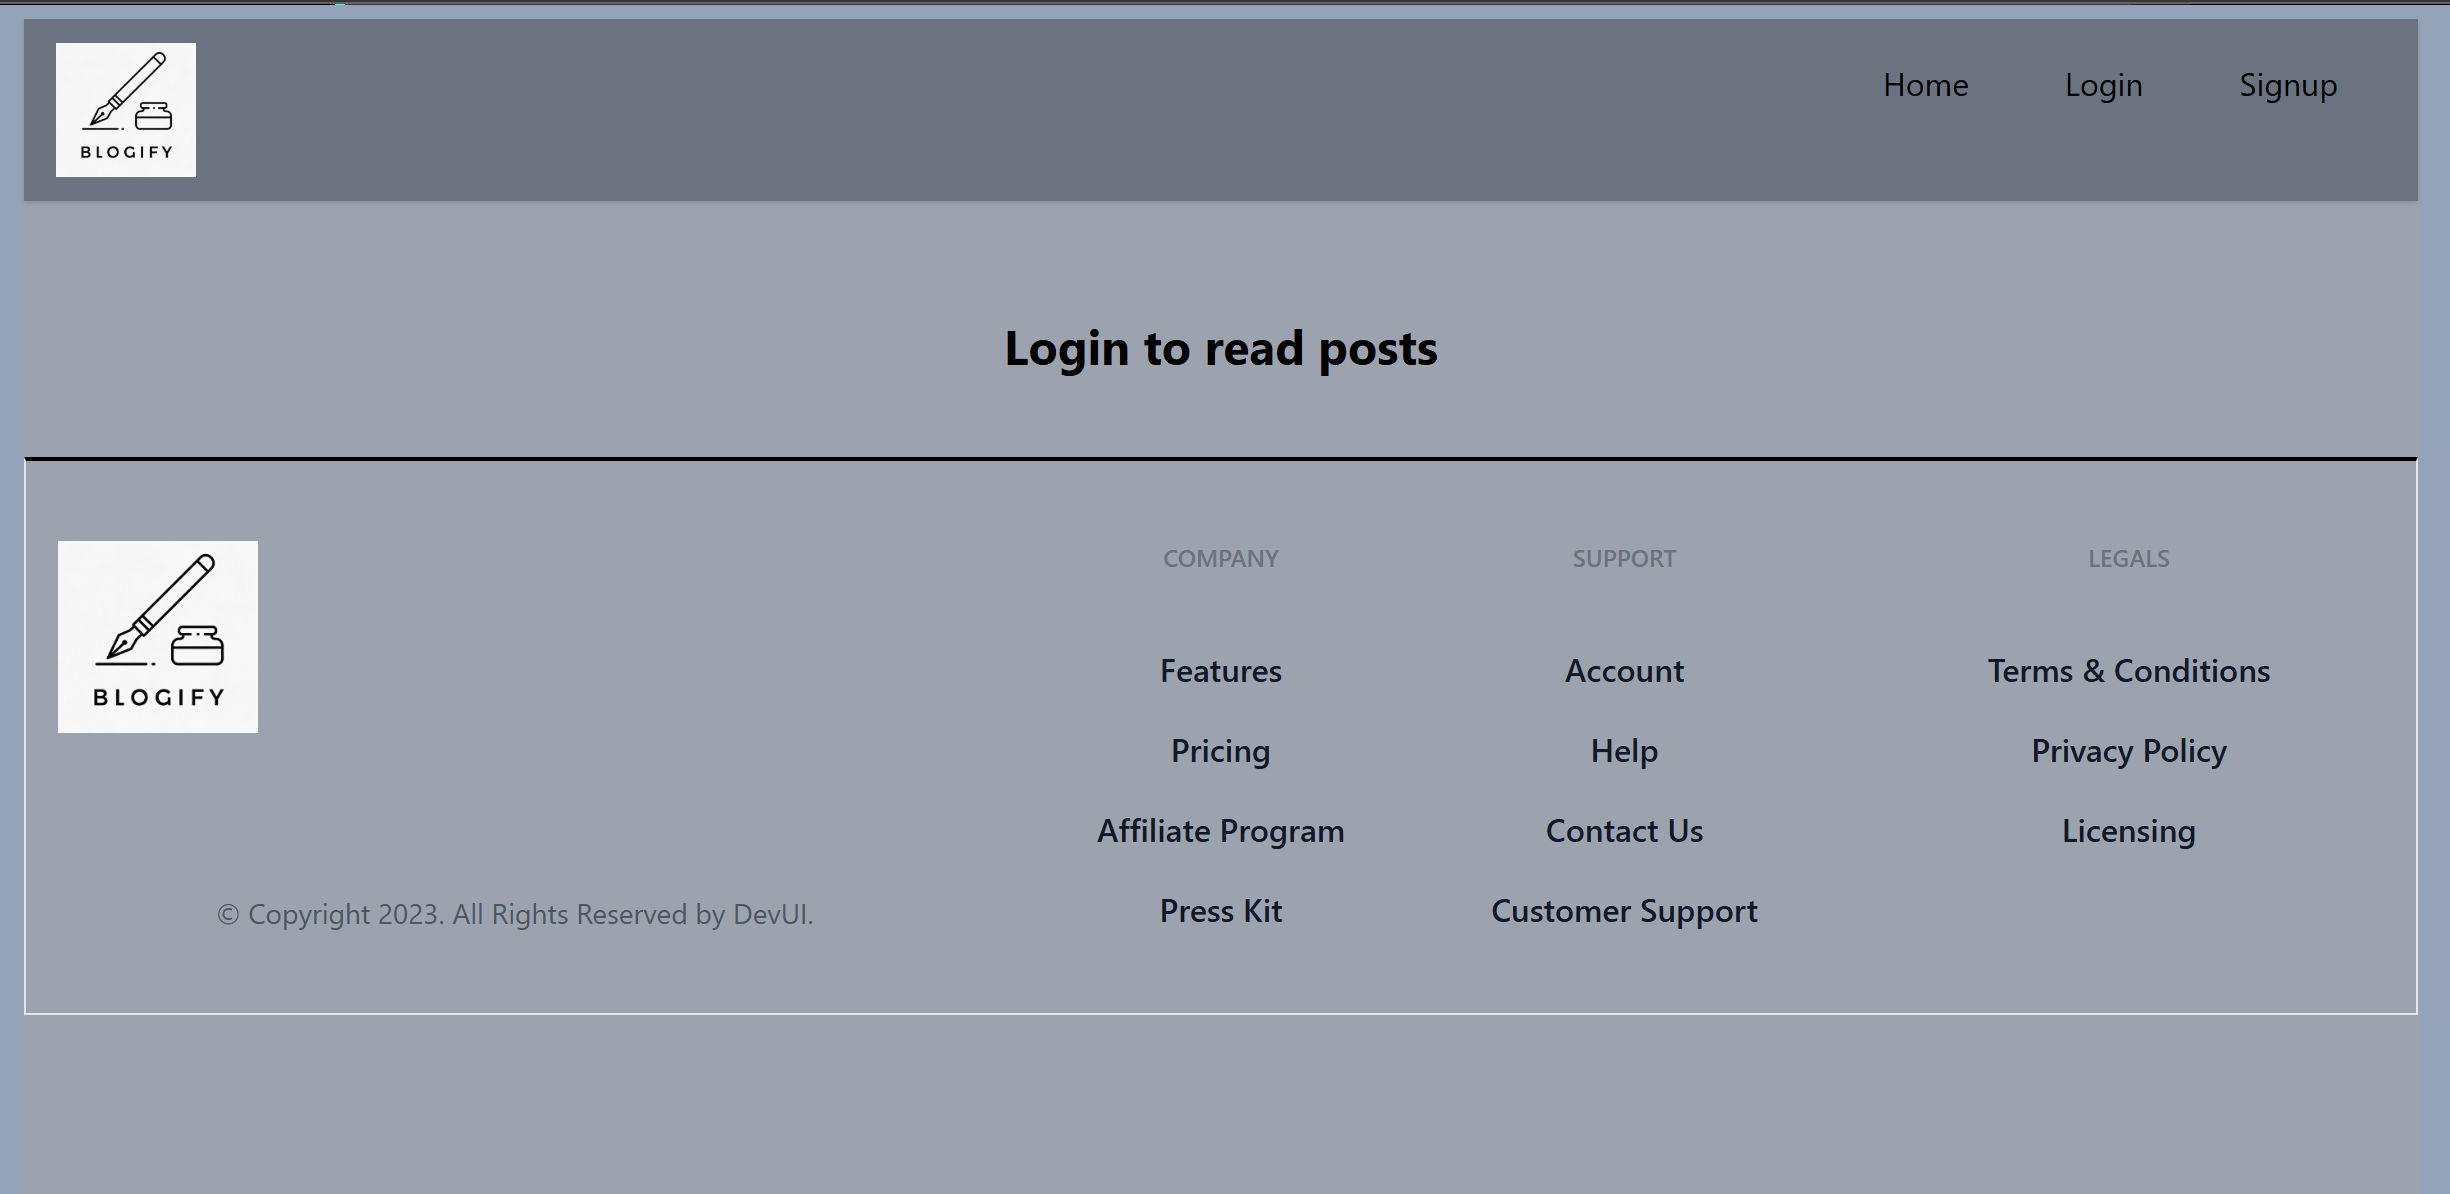 BLOGIFY
Home
Login
Signup
Login to read posts
BLOGIFY
© Copyright 2023. All Rights Reserved by DevUI.
COMPANY
Features
Pricing
Affiliate Program
Press Kit
SUPPORT
Account
Help
Contact Us
Customer Support
LEGALS
Terms & Conditions
Privacy Policy
Licensing